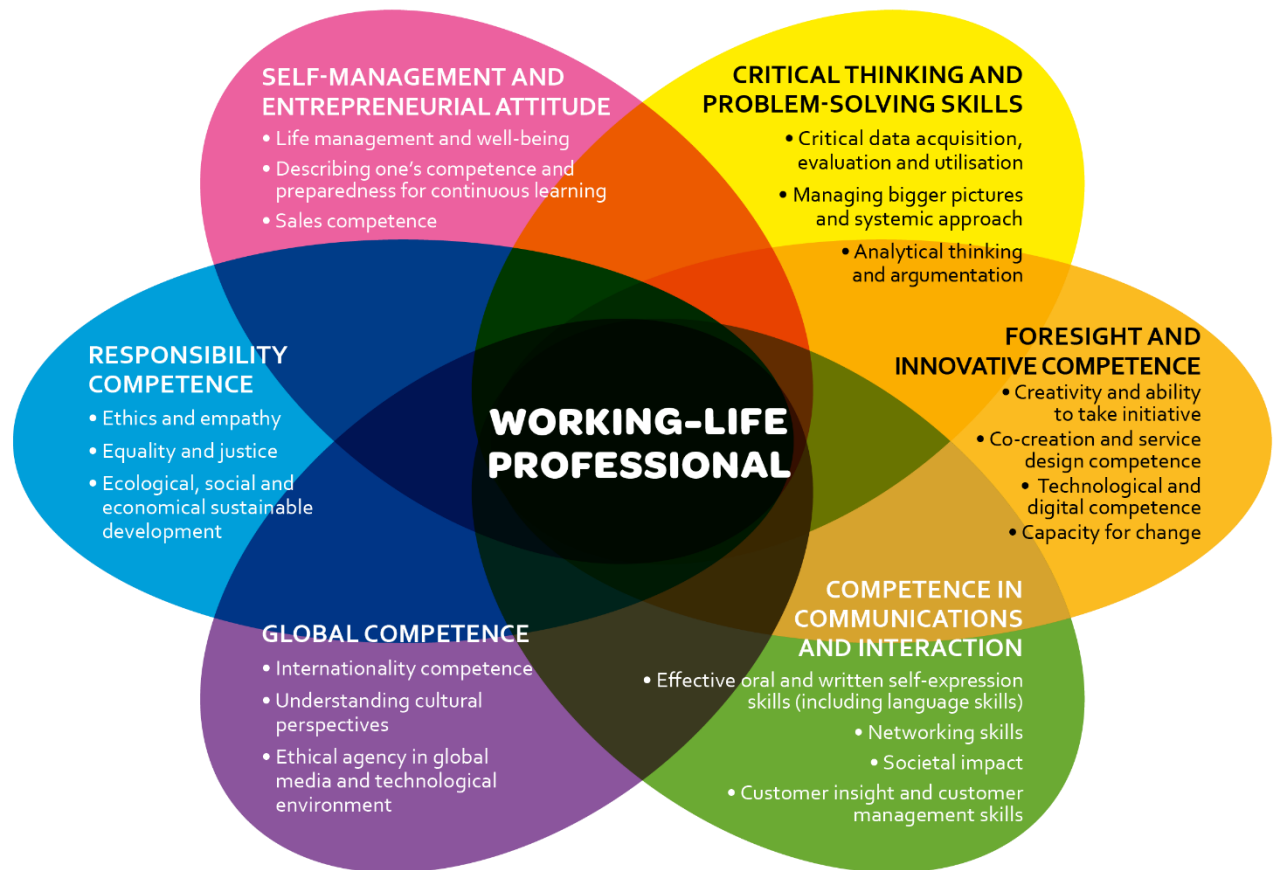 SELF-MANAGEMENT AND
ENTREPRENEURIAL ATTITUDE
• Life management and well-being
• Describing one’s competence and
preparedness for continuous learning
• Sales competence
CRITICAL THINKING AND
PROBLEM-SOLVING SKILLS
• Critical data acquisition,
evaluation and utilisation
• Managing bigger pictures
and systemic approach
• Analytical thinking
and argumentation
RESPONSIBILITY
COMPETENCE
• Ethics and empathy
• Equality and justice
• Ecological, social and
economical sustainable
development
WORKING-LIFE
PROFESSIONAL
FORESIGHT AND
INNOVATIVE COMPETENCE
• Creativity and ability
to take initiative
• Co-creation and service
design competence
• Technological and
digital competence
• Capacity for change
GLOBAL COMPETENCE
• Internationality competence
• Understanding cultural
perspectives
• Ethical agency in global
media and technological
environment
COMPETENCE IN
COMMUNICATIONS
AND INTERACTION
• Effective oral and written self-expression
skills (including language skills)
• Networking skills
• Societal impact
• Customer insight and customer
management skills